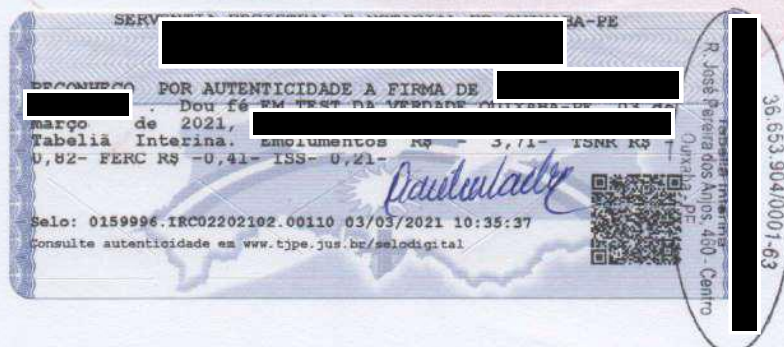 SERVENTIA REGISTRAL E NOTARIAL DE QUIXABA-PE
RECONHEÇO POR AUTENTICIDADE A FIRMA DE
. Dou fé EM TEST DA VERDADE QUIXABA-PE, 03 de
março de 2021,
Tabeliã Interina. Emolumentos R$ - 3,71- TSNR R$ -
0,82- FERC R$ -0,41- ISS- 0,21-
Selo: 0159996.IRC02202102.00110 03/03/2021 10:35:37
Consulte autenticidade em www.tjpe.jus.br/selodigital
36.653.904/0001-63
Tabeliã Interina
R. José Pereira dos Anjos, 460 - Centro
Quixaba - PE